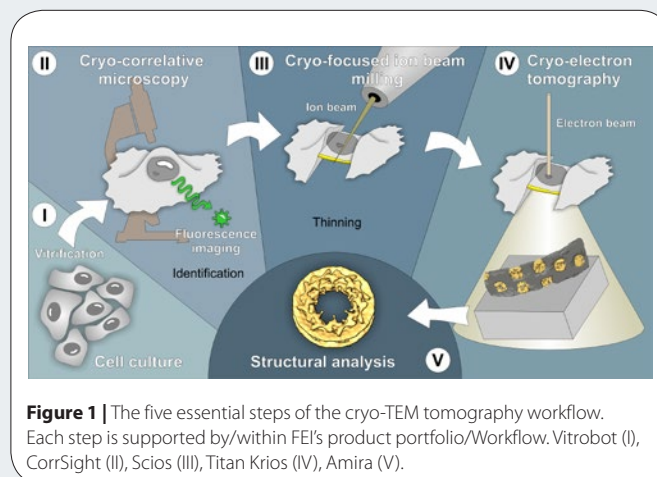 II
Cryo-correlative
microscopy
III
Cryo-focused ion beam
milling
IV
Cryo-electron
tomography
Ion beam
Electron beam
I
Vitrification
Fluorescence
imaging
Identification
Thinning
Cell culture
Structural analysis
V
Figure 1 | The five essential steps of the cryo-TEM tomography workflow.
Each step is supported by/within FEI's product portfolio/Workflow. Vitrobot (I),
CorrSight (II), Scios (III), Titan Krios (IV), Amira (V).